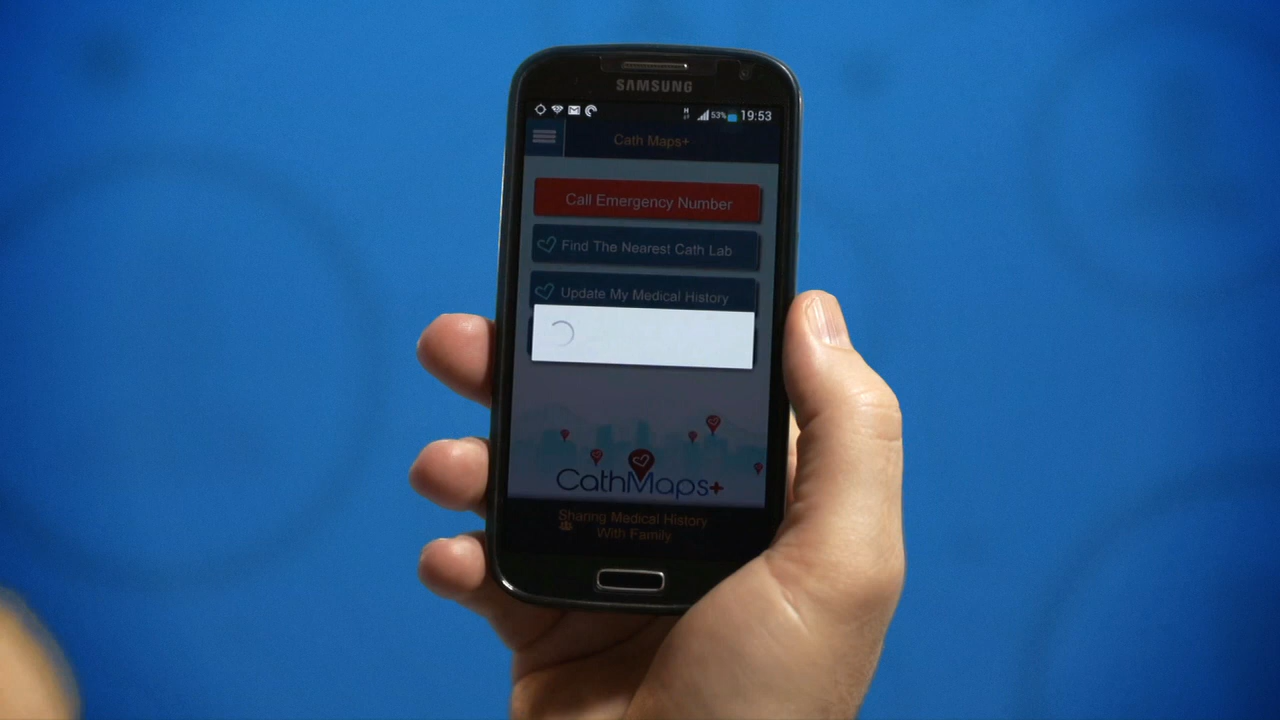 SAMSUNG
53% 19:53
Cath Maps+
Call Emergency Number
Find The Nearest Cath Lab
Update My Medical History
CathMaps+
Sharing Medical History
With Family